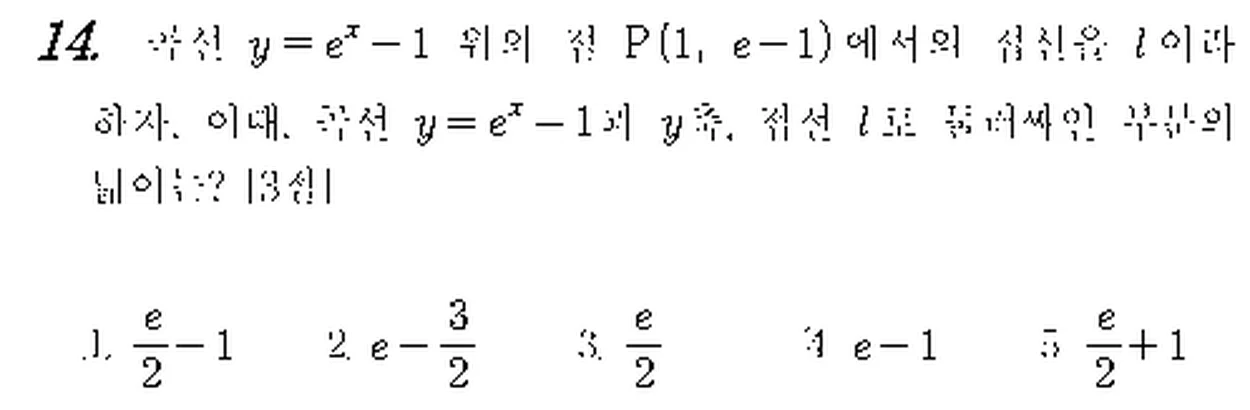 14. 곡선 y = e^x - 1 위의 점 P(1, e-1)에서의 접선을 l 이라
하자. 이때, 곡선 y = e^x - 1과 y축, 접선 l로 둘러싸인 부분의
넓이는? [3점]
1. e/2 - 1 2. e - 3/2 3. e/2 4 e - 1 5 e/2 + 1